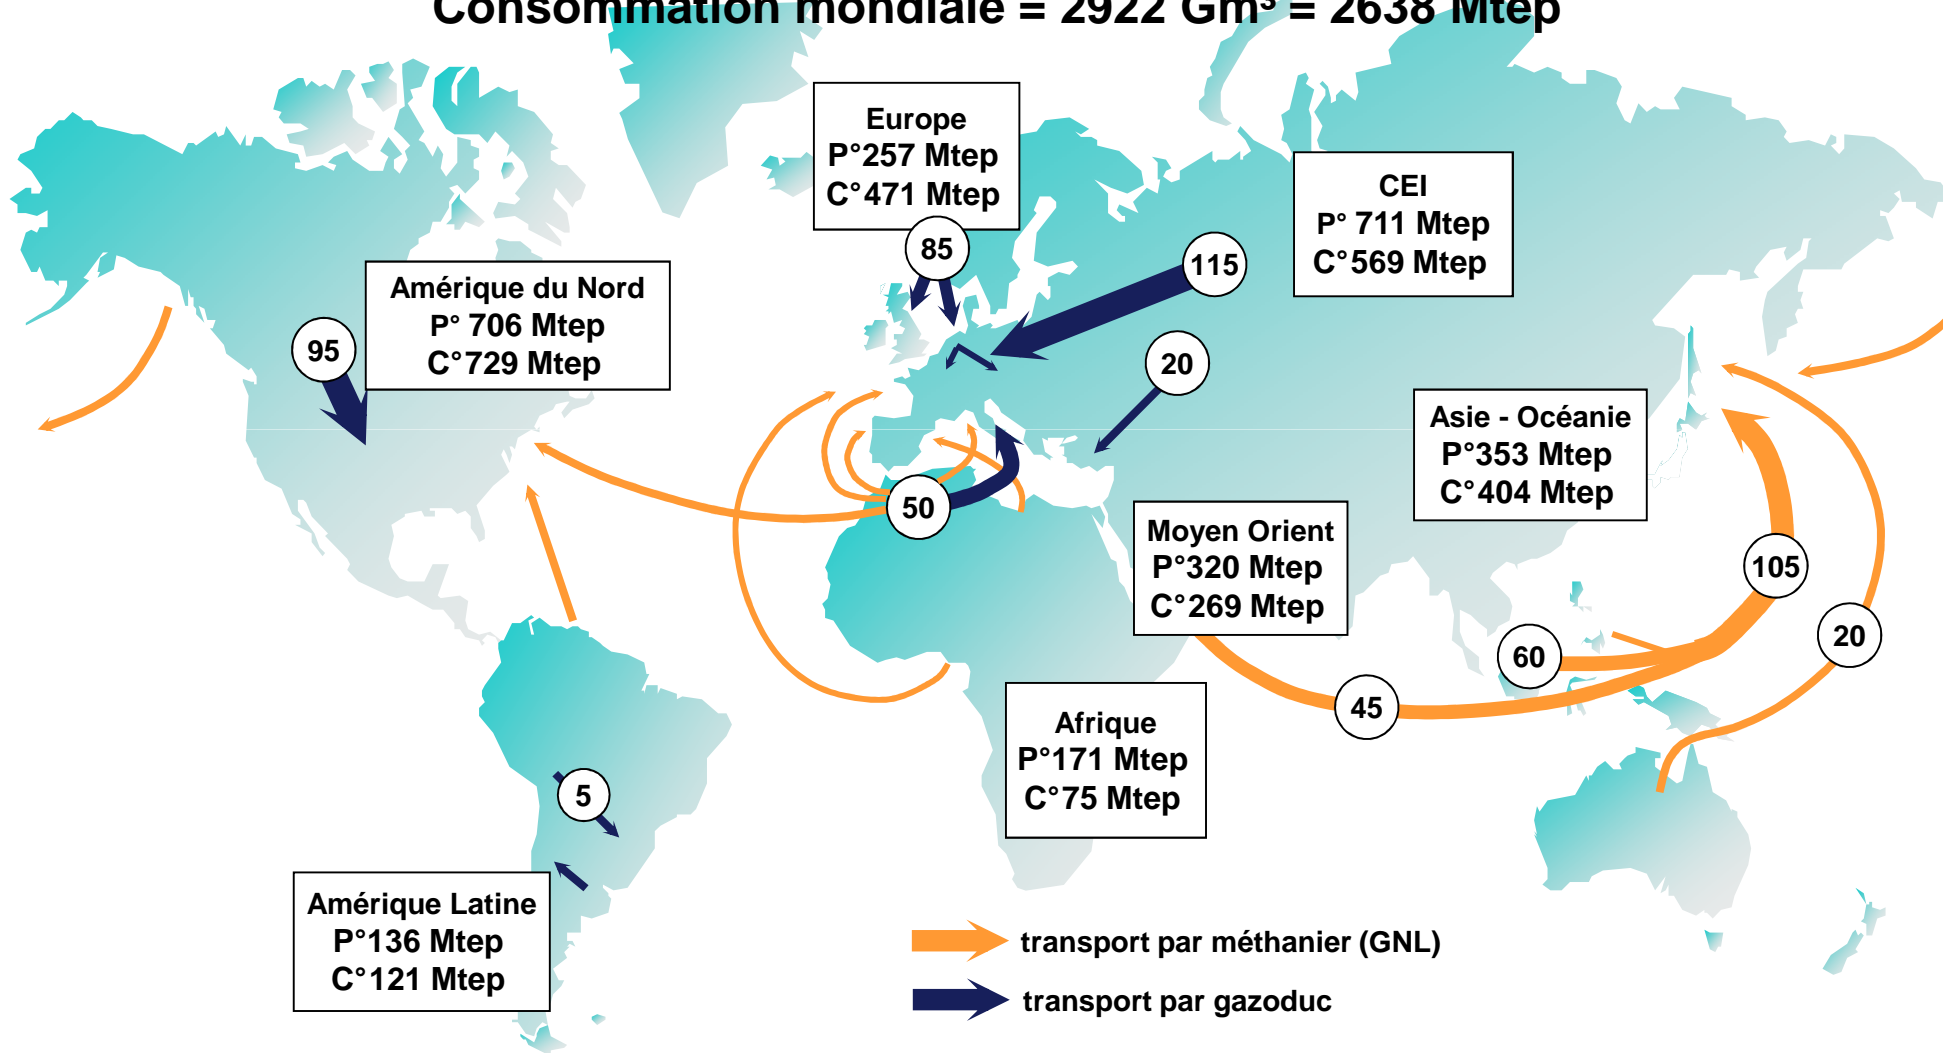 Consommation mondiale = 2922 Gm³ = 2638 Mtep
Europe
P°257 Mtep
C°471 Mtep
CEI
P° 711 Mtep
C°569 Mtep
85
115
Amérique du Nord
P° 706 Mtep
C°729 Mtep
95
20
Asie - Océanie
P°353 Mtep
C°404 Mtep
50
Moyen Orient
P°320 Mtep
C°269 Mtep
105
20
60
45
Afrique
P°171 Mtep
C°75 Mtep
5
Amérique Latine
P°136 Mtep
C°121 Mtep
transport par méthanier (GNL)
transport par gazoduc